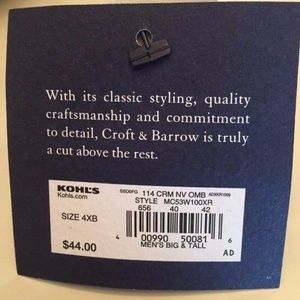 With its classic styling, quality
craftsmanship and commitment
to detail, Croft & Barrow is truly
a cut above the rest.
KOHL'S
Kohls.com
114 CRM NV OMB
STYLE MC53W100XR
656 40 42
SIZE 4XB
$44.00
4 00990 50081 6
MEN'S BIG & TALL
AD